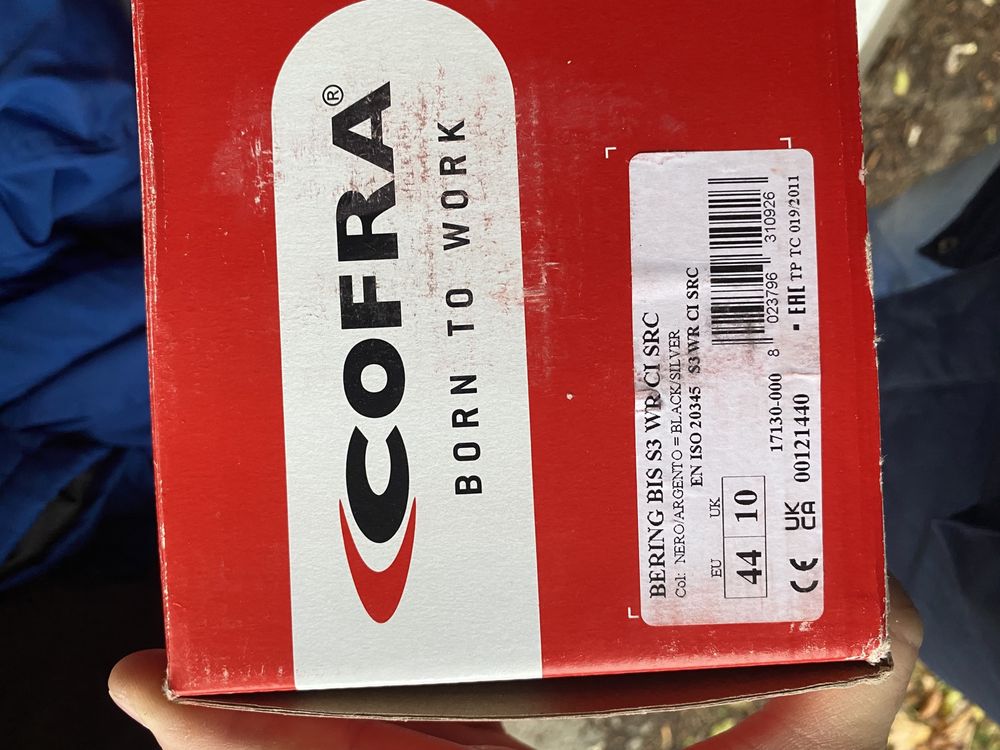 COFRA®
BORN TO WORK
BERING BIS S3 WR CI SRC
Col: NERO/ARGENTO = BLACK/SILVER
EN ISO 20345 S3 WR CI SRC
EU UK
44 10
17130-000
8 023796 310926
CE UKCA 00121440 ▪ EAC TP TC 019/2011